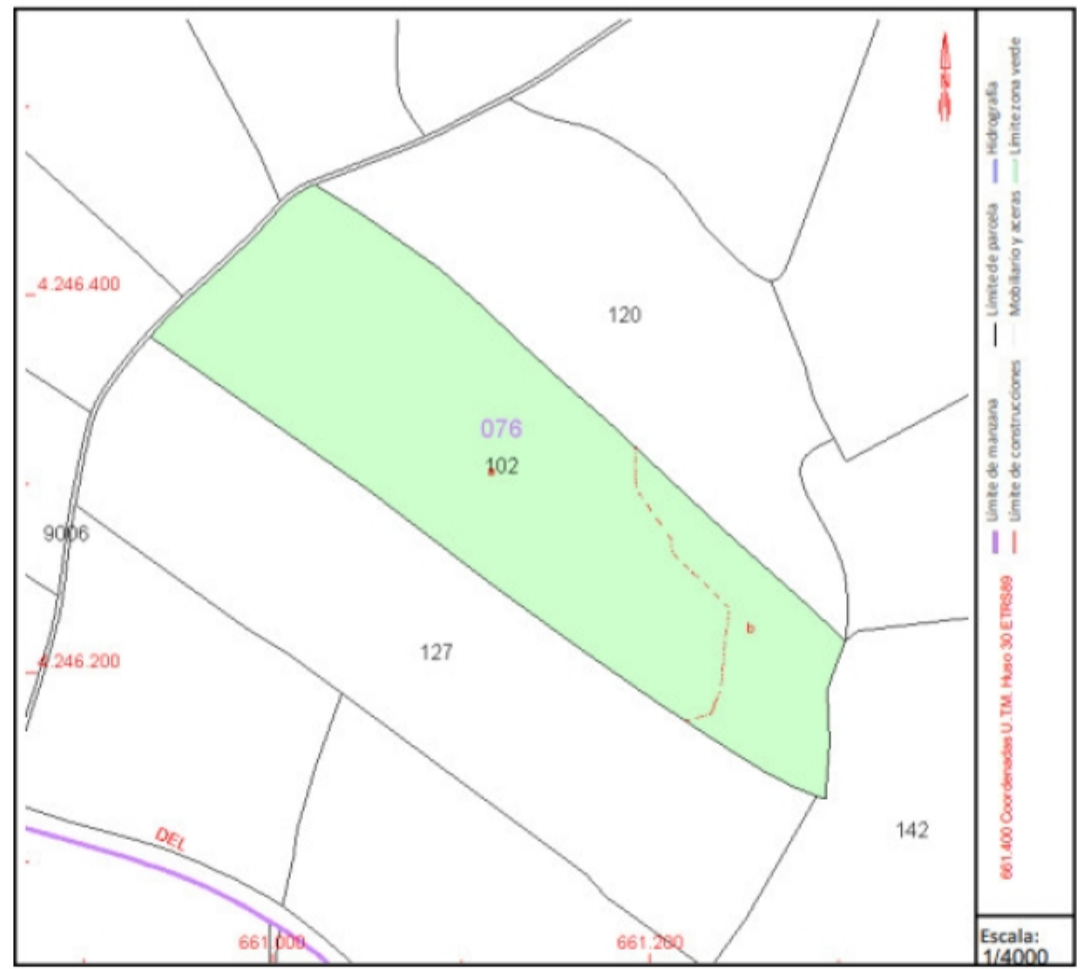 4.246.400
120
076
102
9006
b
127
4.246.200
142
DEL
661.000
661.200
661.400 Coordenadas U.T.M. Huso 30 ETRS89
Límite de manzana
Límite de parcela
Hidrografía
Límite de construcciones
Mobiliario y aceras
Límite zona verde
Escala:
1/4000